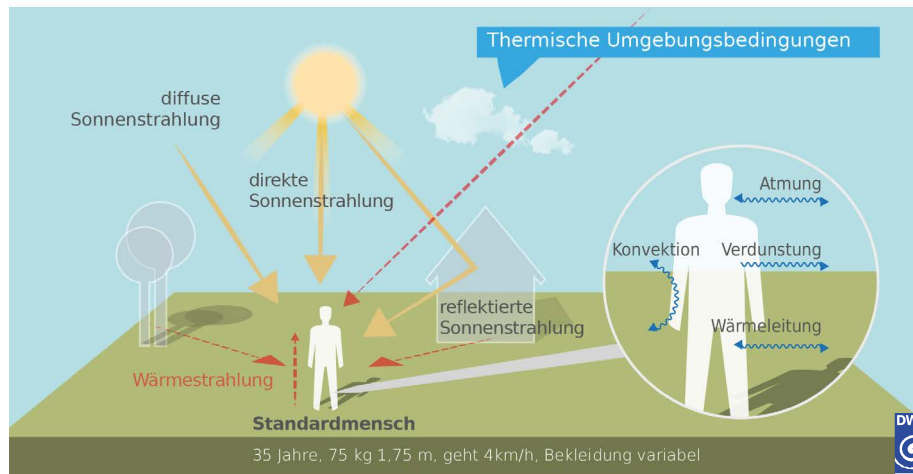 Thermische Umgebungsbedingungen
diffuse
Sonnenstrahlung
direkte
Sonnenstrahlung
Atmung
Konvektion
Verdunstung
reflektierte
Sonnenstrahlung
Wärmeleitung
Wärmestrahlung
Standardmensch
35 Jahre, 75 kg 1,75 m, geht 4km/h, Bekleidung variabel